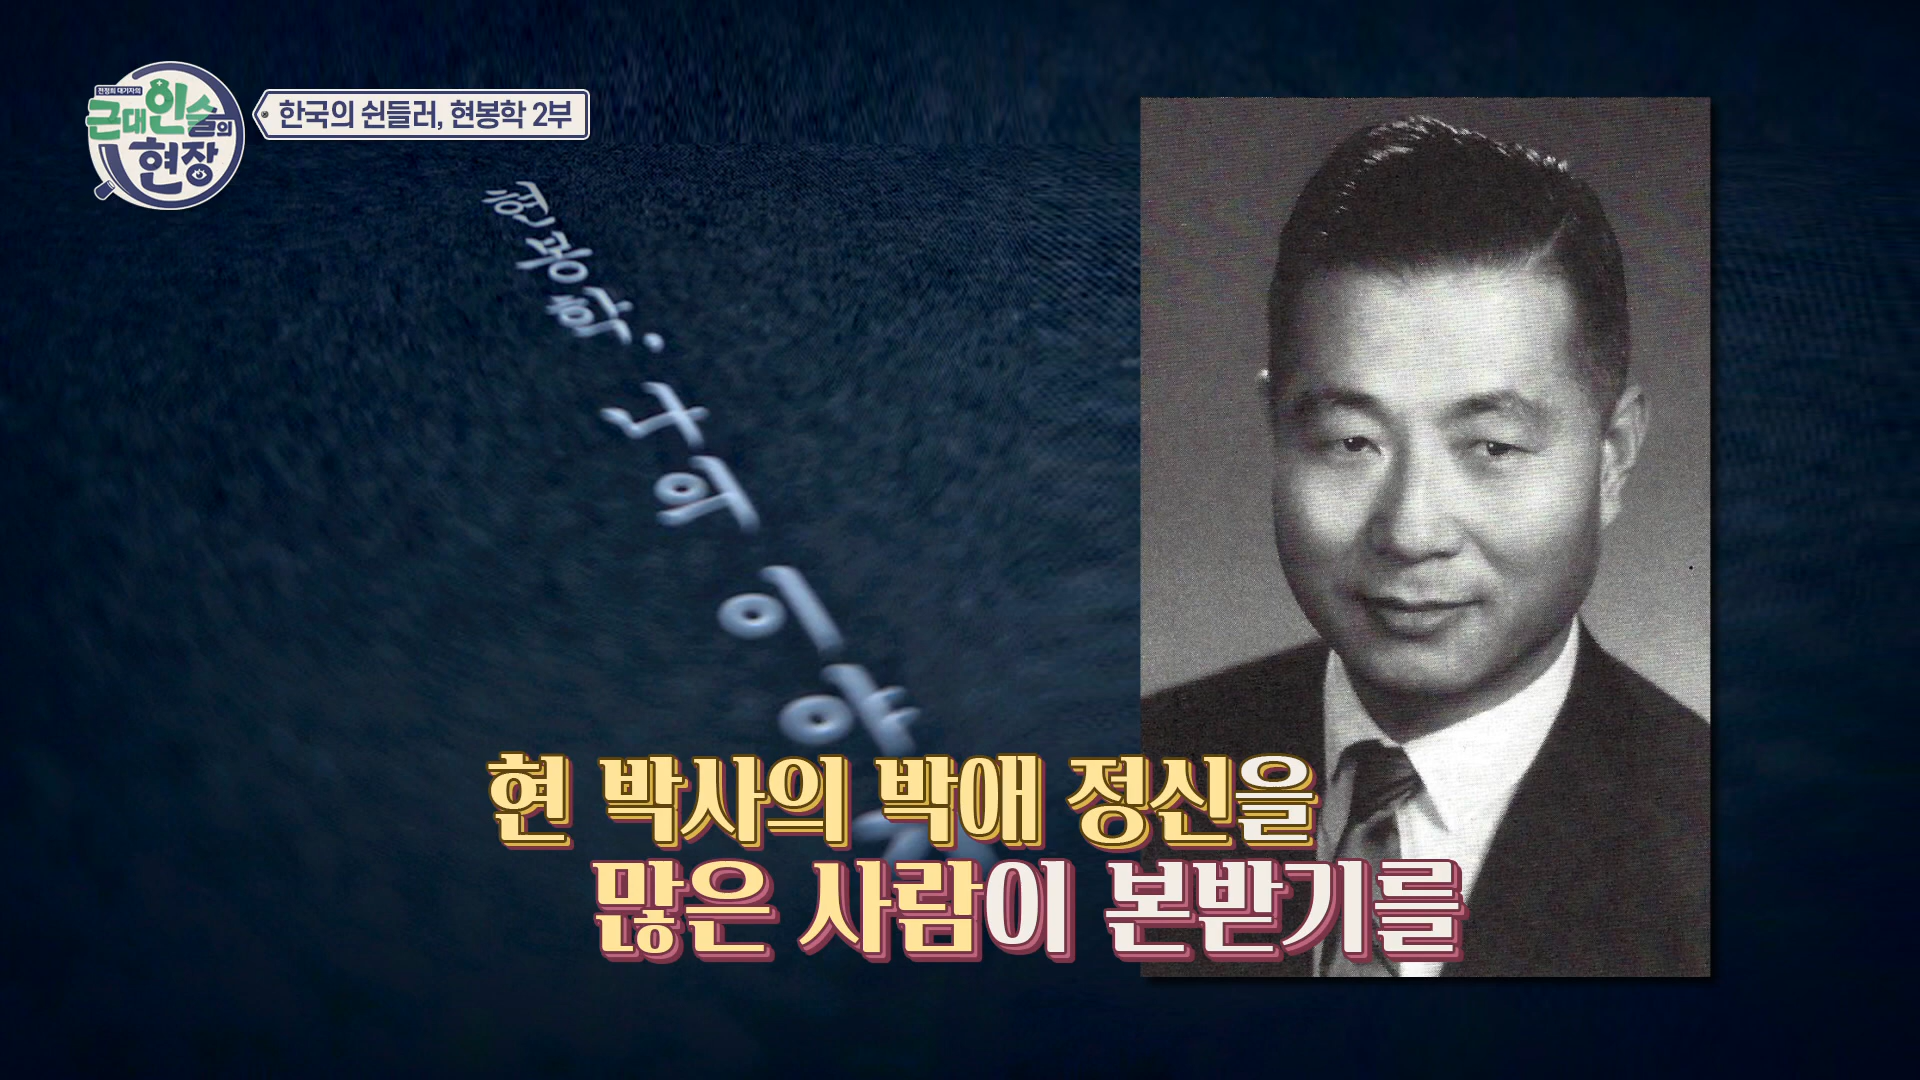 전정희 대기자의
근대인술의
현장
한국의 쉰들러, 현봉학 2부
현봉학. 나의 이야기
현 박사의 박애 정신을
많은 사람이 본받기를